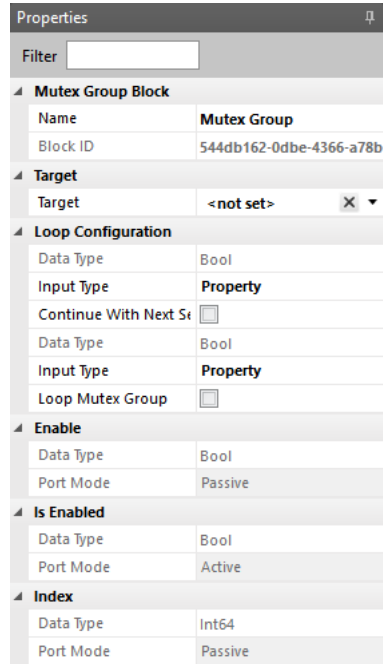 Properties
Filter
Mutex Group Block
Name Mutex Group
Block ID 544db162-0dbe-4366-a78b
Target
Target <not set>
Loop Configuration
Data Type Bool
Input Type Property
Continue With Next Se
Data Type Bool
Input Type Property
Loop Mutex Group
Enable
Data Type Bool
Port Mode Passive
Is Enabled
Data Type Bool
Port Mode Active
Index
Data Type Int64
Port Mode Passive